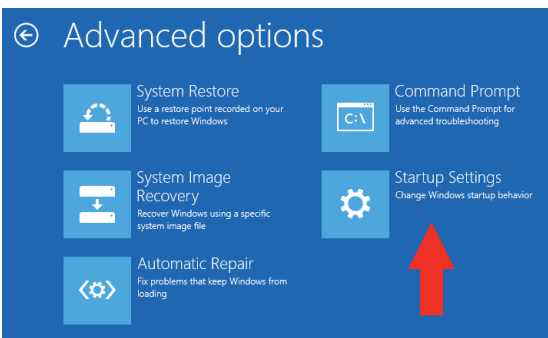 Advanced options
System Restore
Use a restore point recorded on your
PC to restore Windows
System Image
Recovery
Recover Windows using a specific
system image file
Automatic Repair
Fix problems that keep Windows from
loading
C:\
Command Prompt
Use the Command Prompt for
advanced troubleshooting
Startup Settings
Change Windows startup behavior